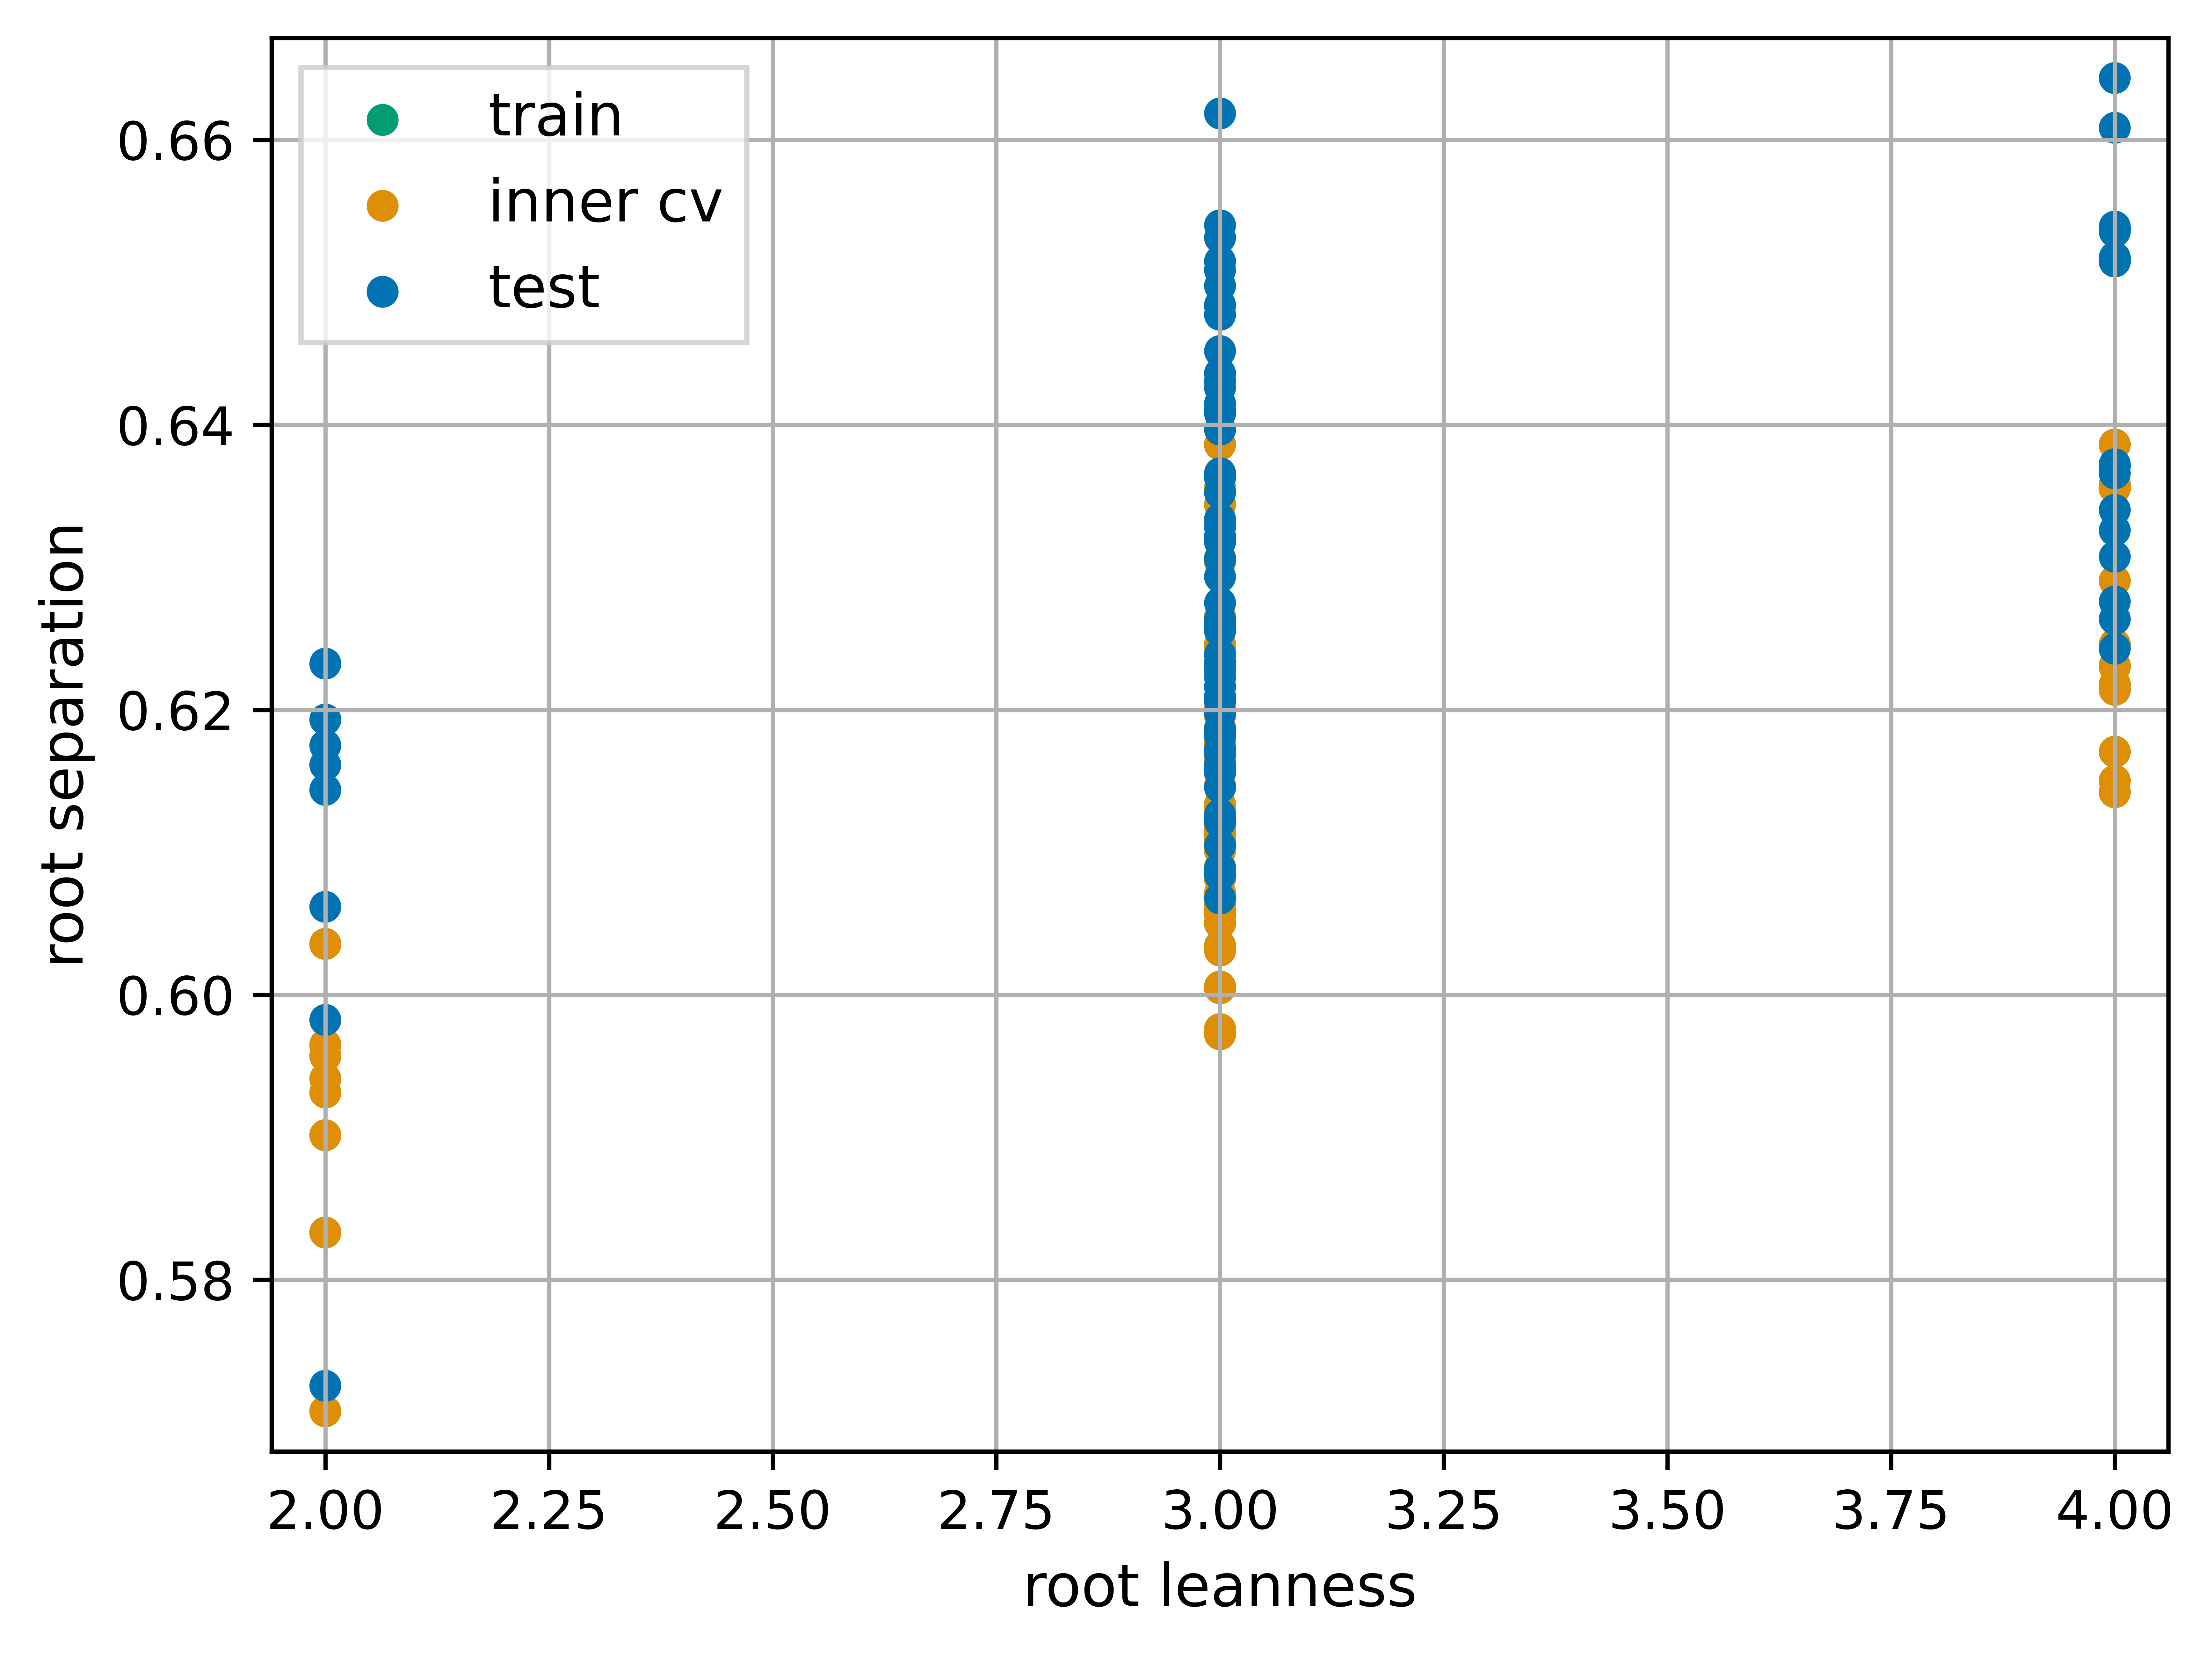 train
inner cv
test
0.66
0.64
0.62
0.60
0.58
root separation
2.00 2.25 2.50 2.75 3.00 3.25 3.50 3.75 4.00
root leanness